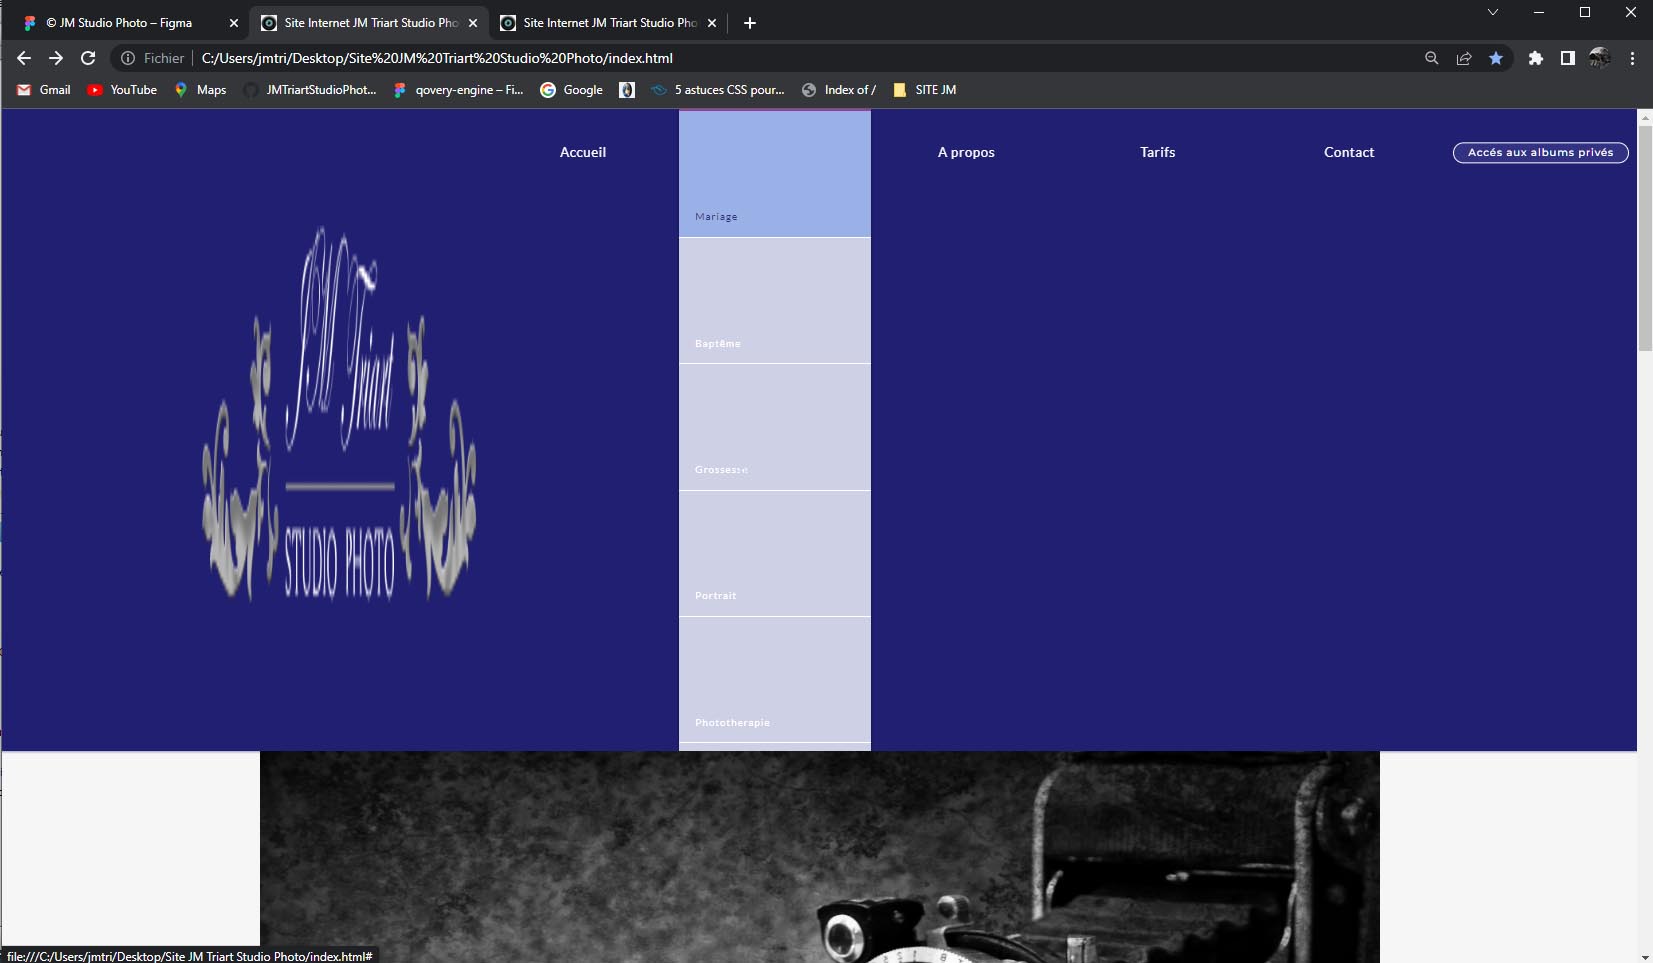 © JM Studio Photo – Figma
Site Internet JM Triart Studio Pho
Site Internet JM Triart Studio Pho
Fichier
C:/Users/jmtri/Desktop/Site%20JM%20Triart%20Studio%20Photo/index.html
Gmail
YouTube
Maps
JMTriartStudioPhot...
qovery-engine – Fi...
Google
5 astuces CSS pour...
Index of /
SITE JM
Accueil
A propos
Tarifs
Contact
Accés aux albums privés
Mariage
JM Triart
Baptême
Grossesse
STUDIO PHOTO
Portrait
Phototherapie
file:///C:/Users/jmtri/Desktop/Site JM Triart Studio Photo/index.html#